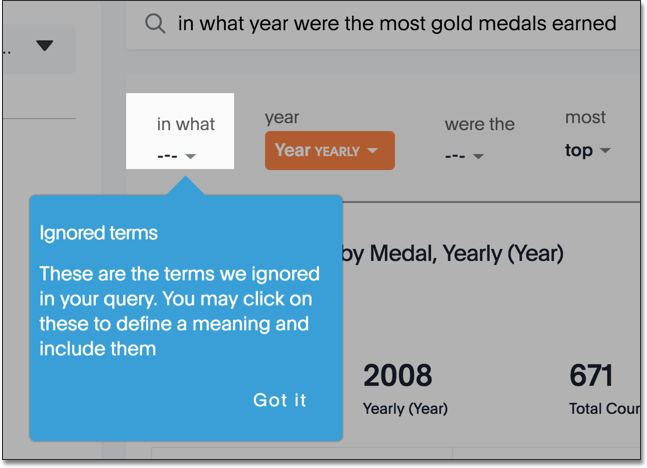 in what year were the most gold medals earned
..
in what year were the most
--- Year YEARLY --- top
Ignored terms
These are the terms we ignored
in your query. You may click on
these to define a meaning and
include them
Got it
by Medal, Yearly (Year)
2008 671
Yearly (Year) Total Cour